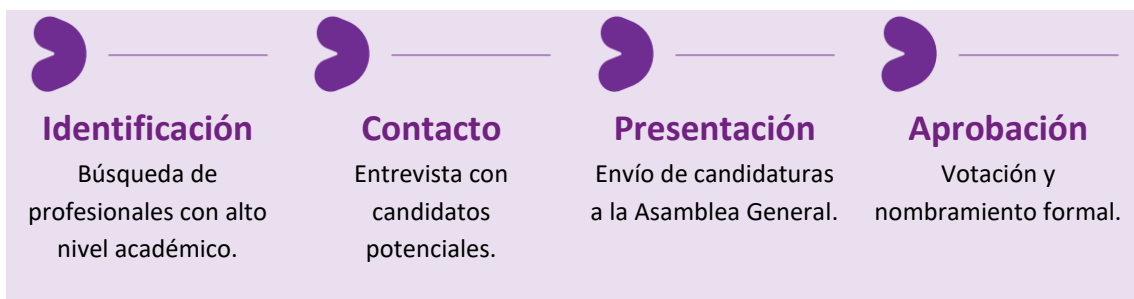 Identificación
Búsqueda de
profesionales con alto
nivel académico.
Contacto
Entrevista con
candidatos
potenciales.
Presentación
Envío de candidaturas
a la Asamblea General.
Aprobación
Votación y
nombramiento formal.